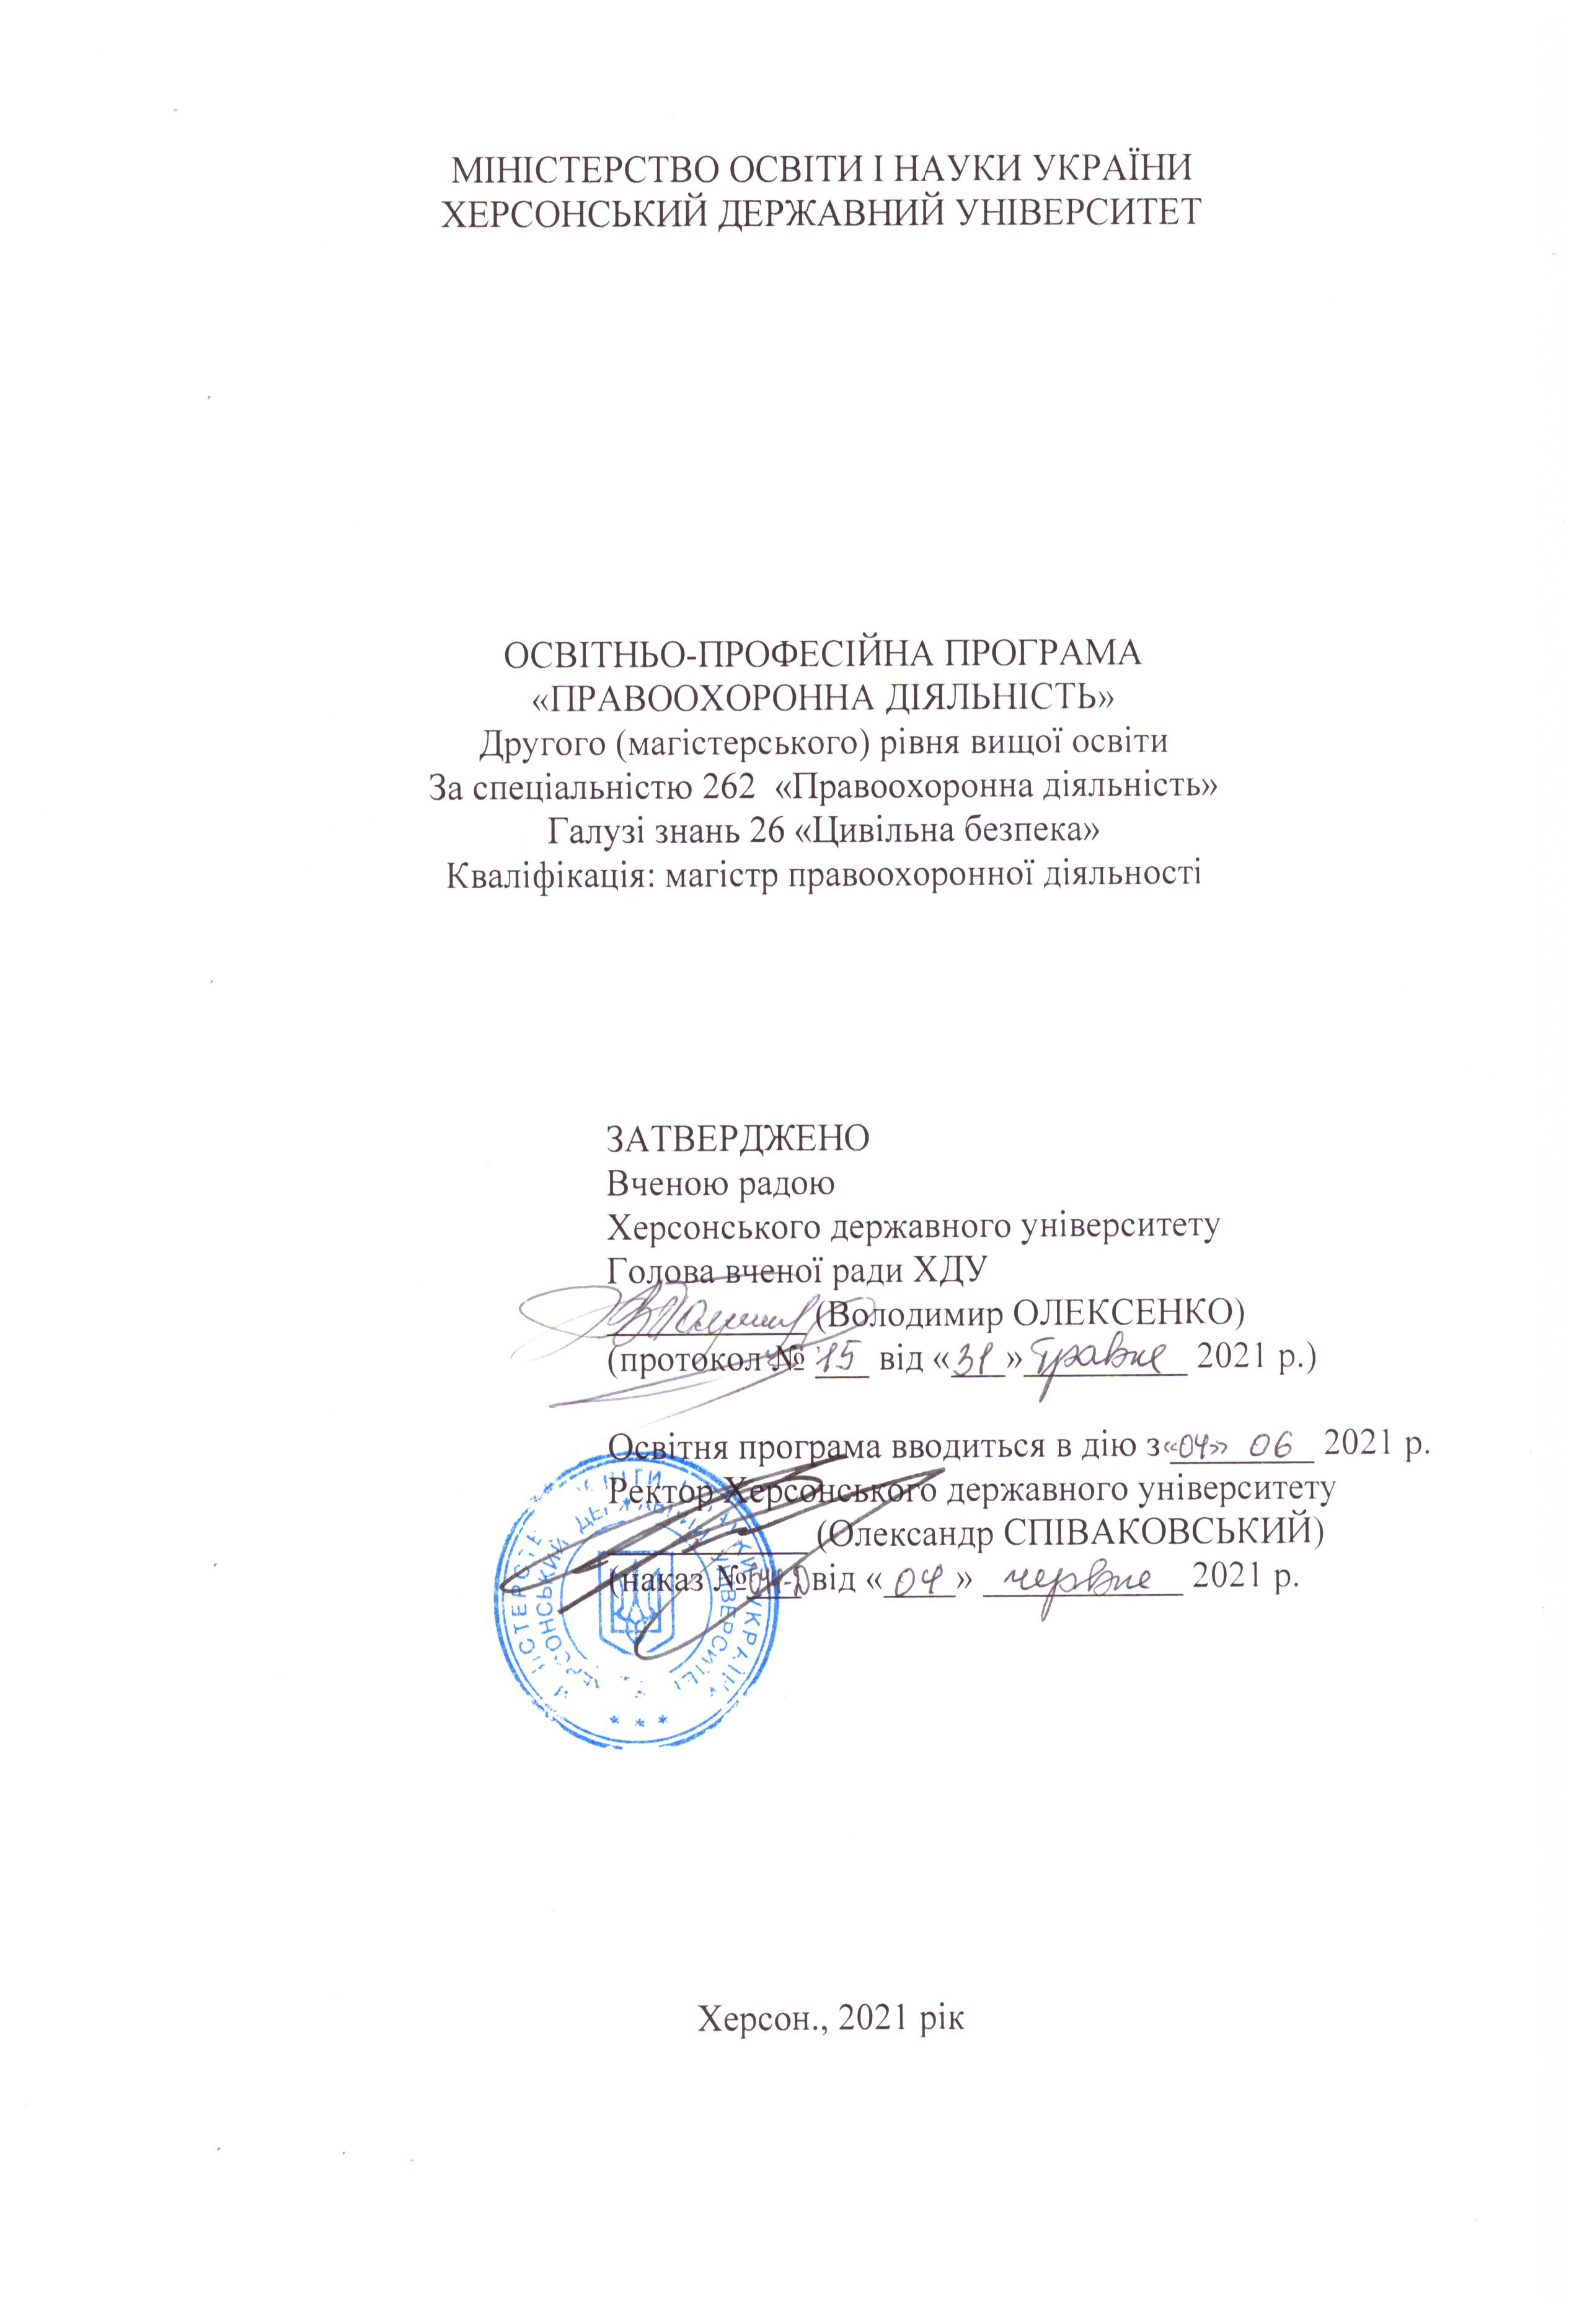 МІНІСТЕРСТВО ОСВІТИ І НАУКИ УКРАЇНИ
ХЕРСОНСЬКИЙ ДЕРЖАВНИЙ УНІВЕРСИТЕТ
ОСВІТНЬО-ПРОФЕСІЙНА ПРОГРАМА
«ПРАВООХОРОННА ДІЯЛЬНІСТЬ»
Другого (магістерського) рівня вищої освіти
За спеціальністю 262 «Правоохоронна діяльність»
Галузі знань 26 «Цивільна безпека»
Кваліфікація: магістр правоохоронної діяльності
ЗАТВЕРДЖЕНО
Вченою радою
Херсонського державного університету
Голова вченої ради ХДУ
(Володимир ОЛЕКСЕНКО)
(протокол № 15 від «31» травня 2021 р.)
Освітня програма вводиться в дію з «04» 06 2021 р.
Ректор Херсонського державного університету
(Олександр СПІВАКОВСЬКИЙ)
(наказ № від «04» червня 2021 р.
ДЕРЖАВНИЙ УНІВЕРСИТЕТ
* * *
Херсон., 2021 рік